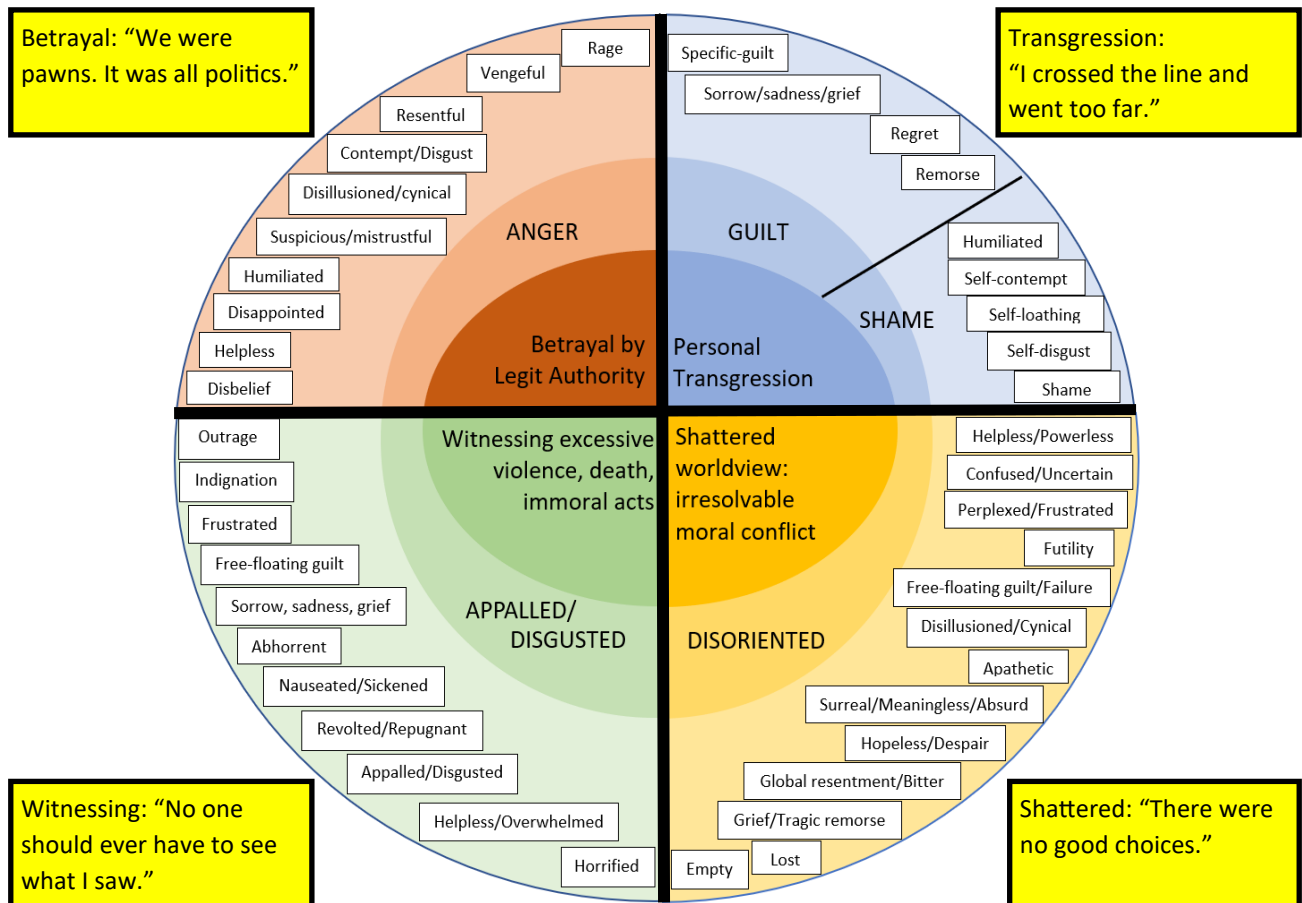 Betrayal: “We were
pawns. It was all politics.”
Rage
Vengeful
Resentful
Contempt/Disgust
Disillusioned/cynical
Suspicious/mistrustful
Humiliated
Disappointed
Helpless
Disbelief
ANGER
Betrayal by
Legit Authority
Transgression:
“I crossed the line and
went too far.”
Specific-guilt
Sorrow/sadness/grief
Regret
Remorse
GUILT
Humiliated
Self-contempt
Self-loathing
Self-disgust
Shame
SHAME
Personal
Transgression
Outrage
Indignation
Frustrated
Free-floating guilt
Sorrow, sadness, grief
Abhorrent
Nauseated/Sickened
Revolted/Repugnant
Appalled/Disgusted
Helpless/Overwhelmed
Horrified
Witnessing excessive
violence, death,
immoral acts
APPALLED/
DISGUSTED
Witnessing: “No one
should ever have to see
what I saw.”
Shattered
worldview:
irresolvable
moral conflict
DISORIENTED
Helpless/Powerless
Confused/Uncertain
Perplexed/Frustrated
Futility
Free-floating guilt/Failure
Disillusioned/Cynical
Apathetic
Surreal/Meaningless/Absurd
Hopeless/Despair
Global resentment/Bitter
Grief/Tragic remorse
Lost
Empty
Shattered: “There were
no good choices.”